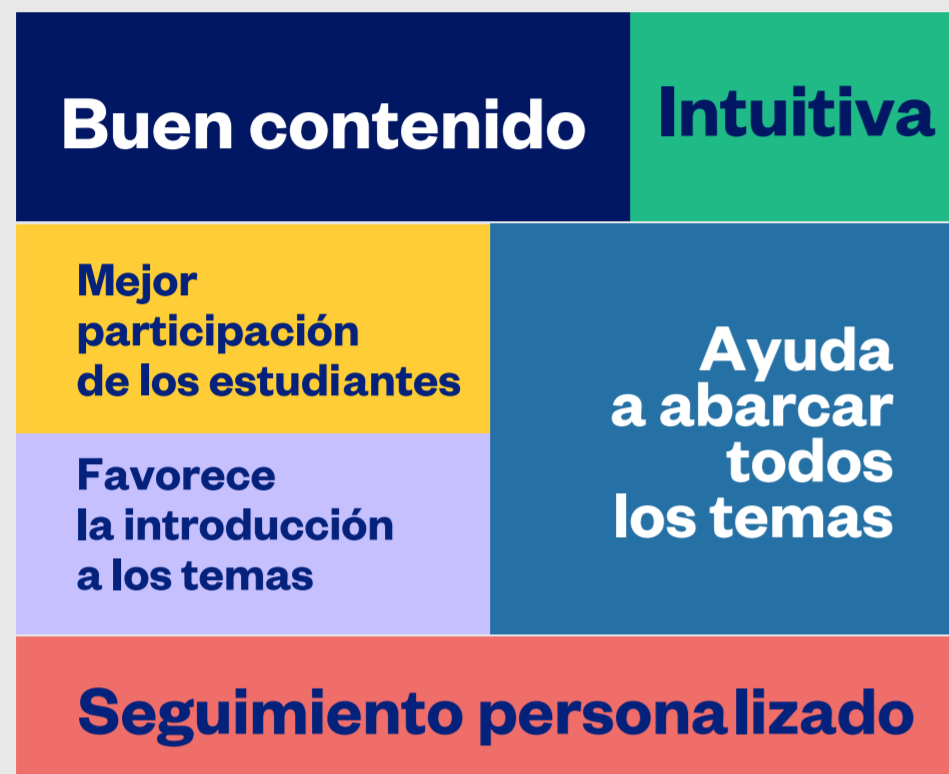 Buen contenido
Intuitiva
Mejor
participación
de los estudiantes
Ayuda
a abarcar
todos
los temas
Favorece
la introducción
a los temas
Seguimiento personalizado